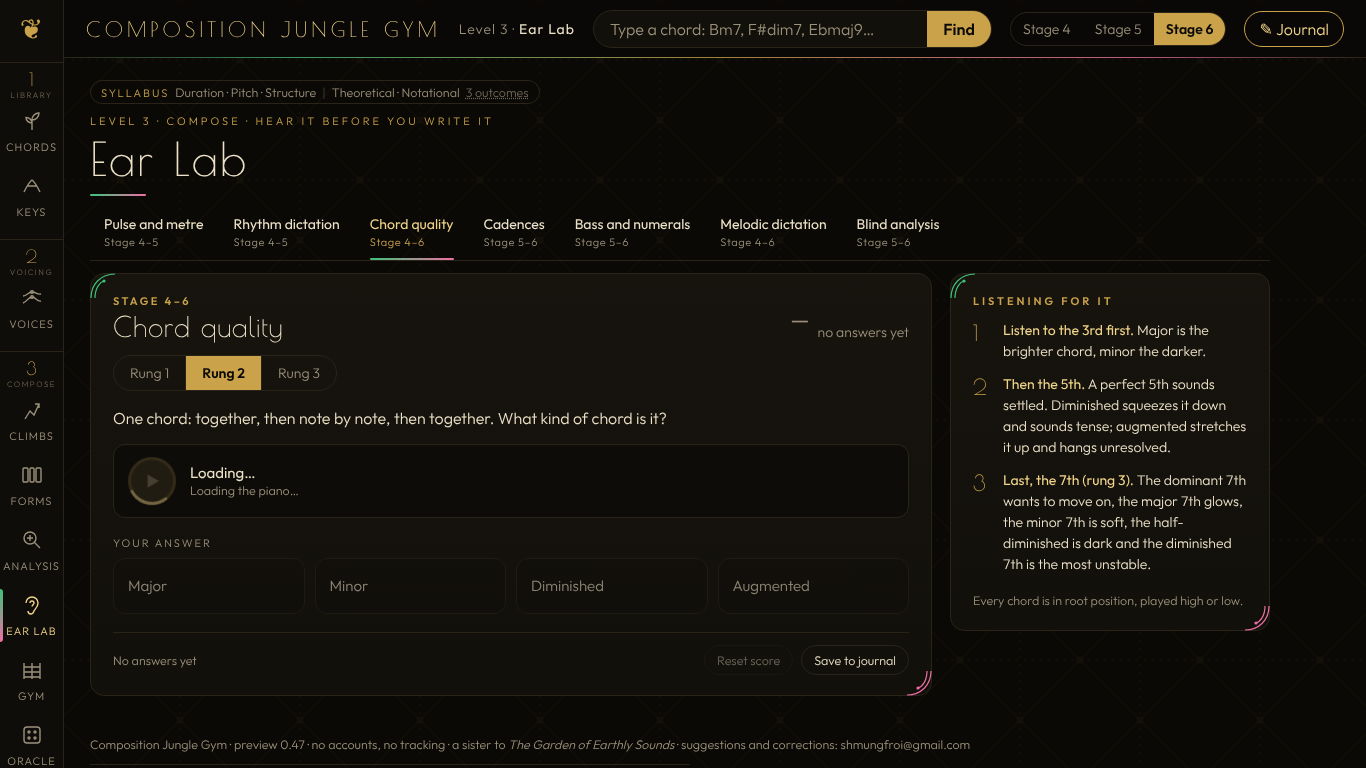 COMPOSITION JUNGLE GYM
Level 3 · Ear Lab
Type a chord: Bm7, F#dim7, Ebmaj9...
Find
Stage 4
Stage 5
Stage 6
✎ Journal
1
LIBRARY
CHORDS
KEYS
2
VOICING
VOICES
3
COMPOSE
CLIMBS
FORMS
ANALYSIS
EAR LAB
GYM
ORACLE
SYLLABUS Duration · Pitch · Structure | Theoretical · Notational 3 outcomes
LEVEL 3 · COMPOSE · HEAR IT BEFORE YOU WRITE IT
Ear Lab
Pulse and metre
Stage 4–5
Rhythm dictation
Stage 4–5
Chord quality
Stage 4–6
Cadences
Stage 5–6
Bass and numerals
Stage 5–6
Melodic dictation
Stage 4–6
Blind analysis
Stage 5–6
STAGE 4–6
Chord quality
— no answers yet
Rung 1
Rung 2
Rung 3
One chord: together, then note by note, then together. What kind of chord is it?
Loading…
Loading the piano…
YOUR ANSWER
Major
Minor
Diminished
Augmented
No answers yet
Reset score
Save to journal
LISTENING FOR IT
1
Listen to the 3rd first. Major is the
brighter chord, minor the darker.
2
Then the 5th. A perfect 5th sounds
settled. Diminished squeezes it down
and sounds tense; augmented stretches
it up and hangs unresolved.
3
Last, the 7th (rung 3). The dominant 7th
wants to move on, the major 7th glows,
the minor 7th is soft, the half-
diminished is dark and the diminished
7th is the most unstable.
Every chord is in root position, played high or low.
Composition Jungle Gym · preview 0.47 · no accounts, no tracking · a sister to The Garden of Earthly Sounds · suggestions and corrections: shmungfroi@gmail.com